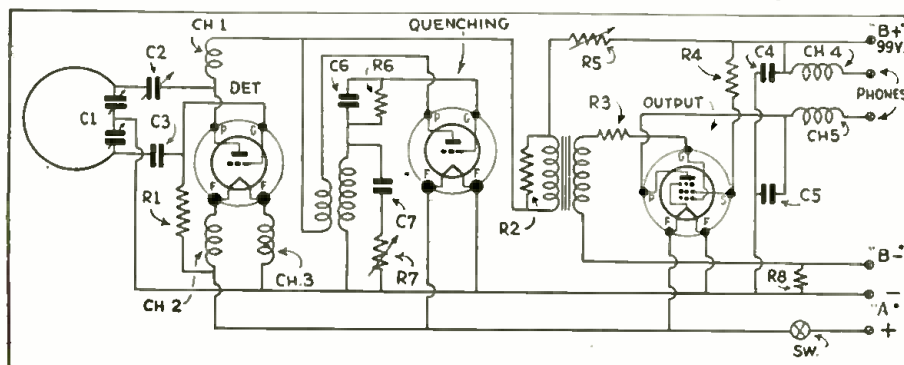 CH 1
QUENCHING
"B+"
99V.
C2
C6
R6
R5
R4
C4
CH 4
PHONES
C1
DET
C3
P
G
P
G
R3
OUTPUT
G
P
S
CH5
R1
F
F
F
F
F
F
C7
R2
C5
R7
"B-"
R8
CH 2
CH.3
-
"A"
+
SW.